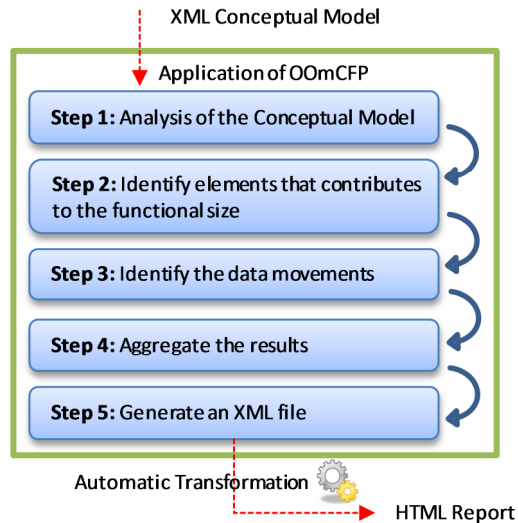 XML Conceptual Model
Application of OOmCFP
Step 1: Analysis of the Conceptual Model
Step 2: Identify elements that contributes
to the functional size
Step 3: Identify the data movements
Step 4: Aggregate the results
Step 5: Generate an XML file
Automatic Transformation
HTML Report